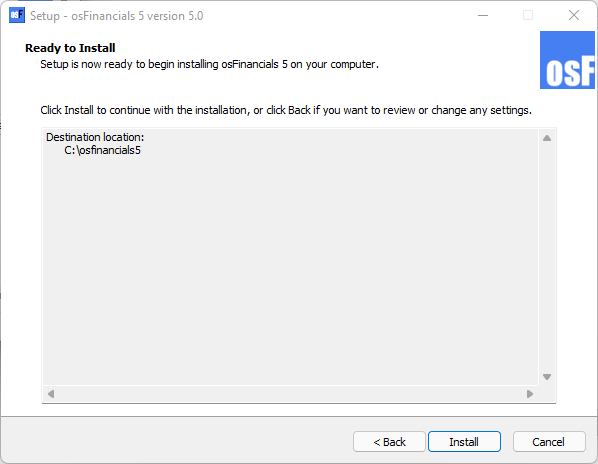 osF Setup - osFinancials 5 version 5.0
Ready to Install
Setup is now ready to begin installing osFinancials 5 on your computer.
osF
Click Install to continue with the installation, or click Back if you want to review or change any settings.
Destination location:
C:\osfinancials5
< Back Install Cancel